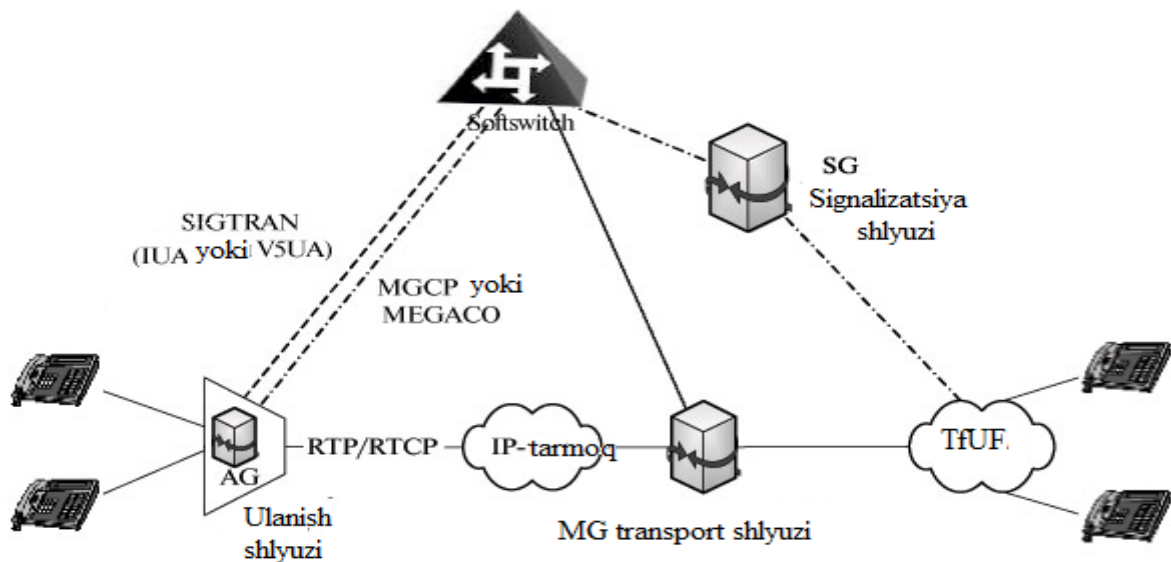 Softswitch
SG
Signalizatsiya
shlyuzi
SIGTRAN
(IUA yoki V5UA)
MGCP yoki
MEGACO
AG
RTP/RTCP
IP-tarmoq
TfUF
Ulanish
shlyuzi
MG transport shlyuzi